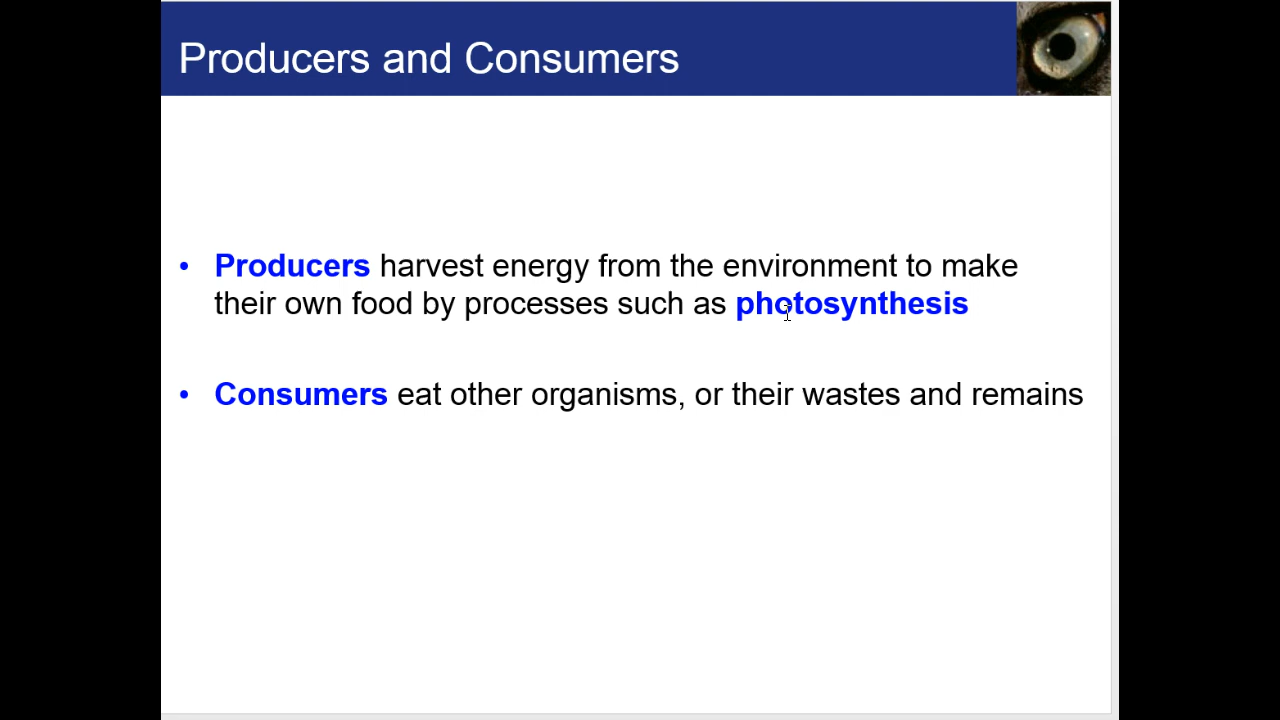 Producers and Consumers
• Producers harvest energy from the environment to make
their own food by processes such as photosynthesis
• Consumers eat other organisms, or their wastes and remains